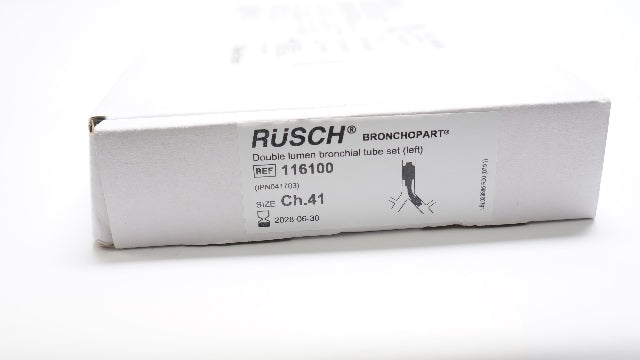 RÜSCH® BRONCHOPART®
Double lumen bronchial tube set (left)
REF 116100
(IPN041703)
SIZE Ch.41
2028-06-30